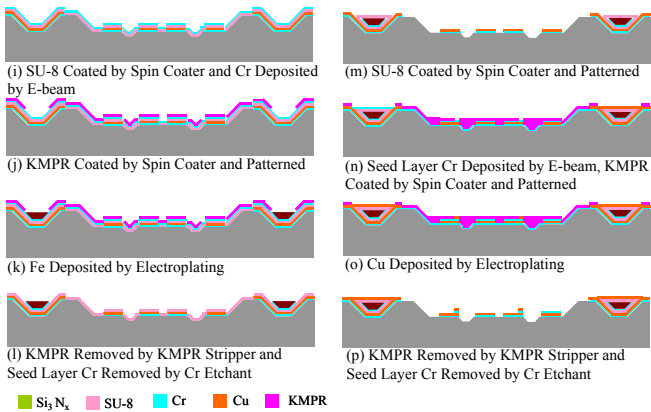 (i) SU-8 Coated by Spin Coater and Cr Deposited
by E-beam
(j) KMPR Coated by Spin Coater and Patterned
(k) Fe Deposited by Electroplating
(l) KMPR Removed by KMPR Stripper and
Seed Layer Cr Removed by Cr Etchant
(m) SU-8 Coated by Spin Coater and Patterned
(n) Seed Layer Cr Deposited by E-beam, KMPR
Coated by Spin Coater and Patterned
(o) Cu Deposited by Electroplating
(p) KMPR Removed by KMPR Stripper and
Seed Layer Cr Removed by Cr Etchant
Si₃ Nₓ SU-8 Cr Cu KMPR